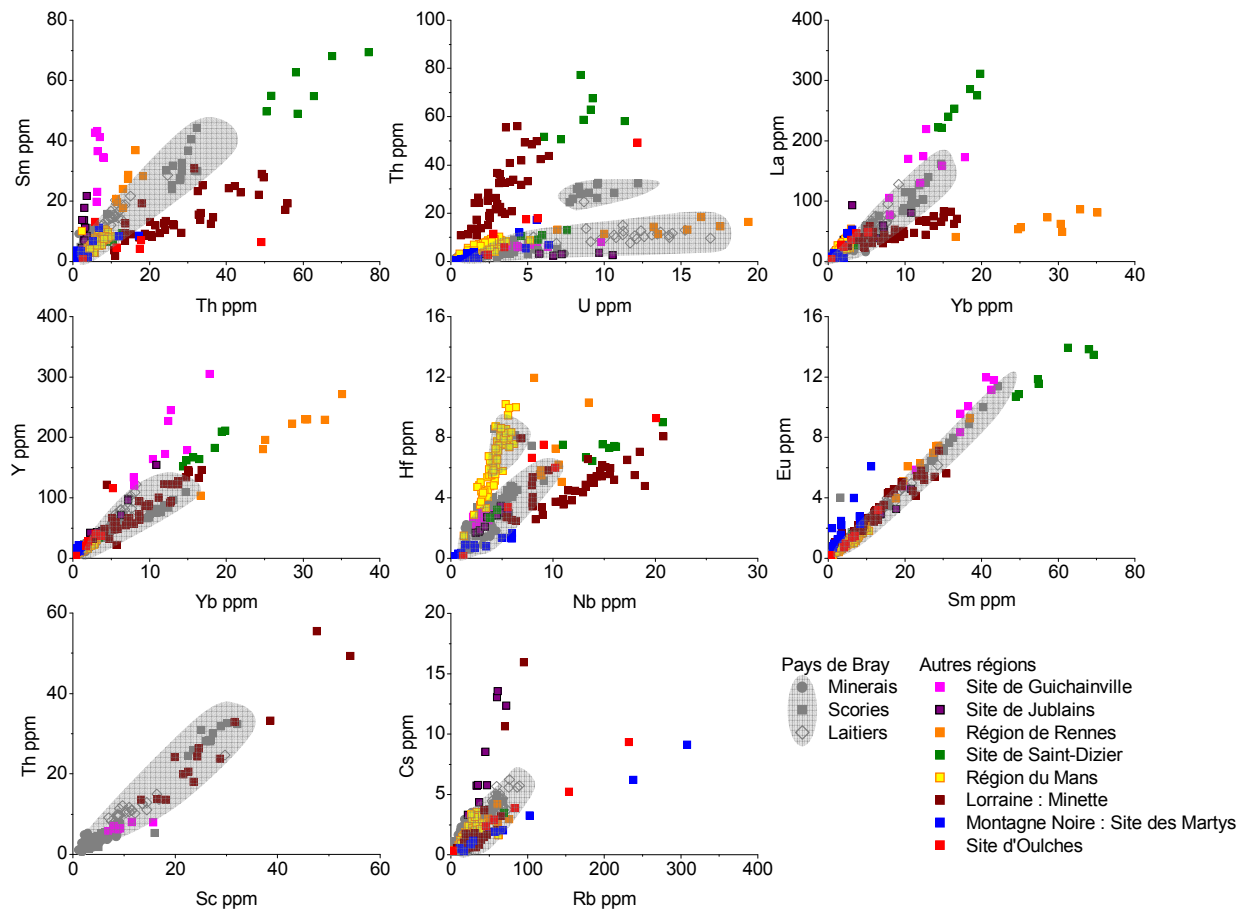 80
60
40
20
0
Sm ppm
0 20 40 60 80
Th ppm
100
80
60
40
20
0
Th ppm
0 5 10 15 20
U ppm
400
300
200
100
0
La ppm
0 10 20 30 40
Yb ppm
400
300
200
100
0
Y ppm
0 10 20 30 40
Yb ppm
16
12
8
4
0
Hf ppm
0 10 20 30
Nb ppm
16
12
8
4
0
Eu ppm
0 20 40 60 80
Sm ppm
60
40
20
0
Th ppm
0 20 40 60
Sc ppm
20
15
10
5
0
Cs ppm
0 100 200 300 400
Rb ppm
Pays de Bray
Minerais
Scories
Laitiers
Autres régions
Site de Guichainville
Site de Jublains
Région de Rennes
Site de Saint-Dizier
Région du Mans
Lorraine : Minette
Montagne Noire : Site des Martys
Site d'Oulches